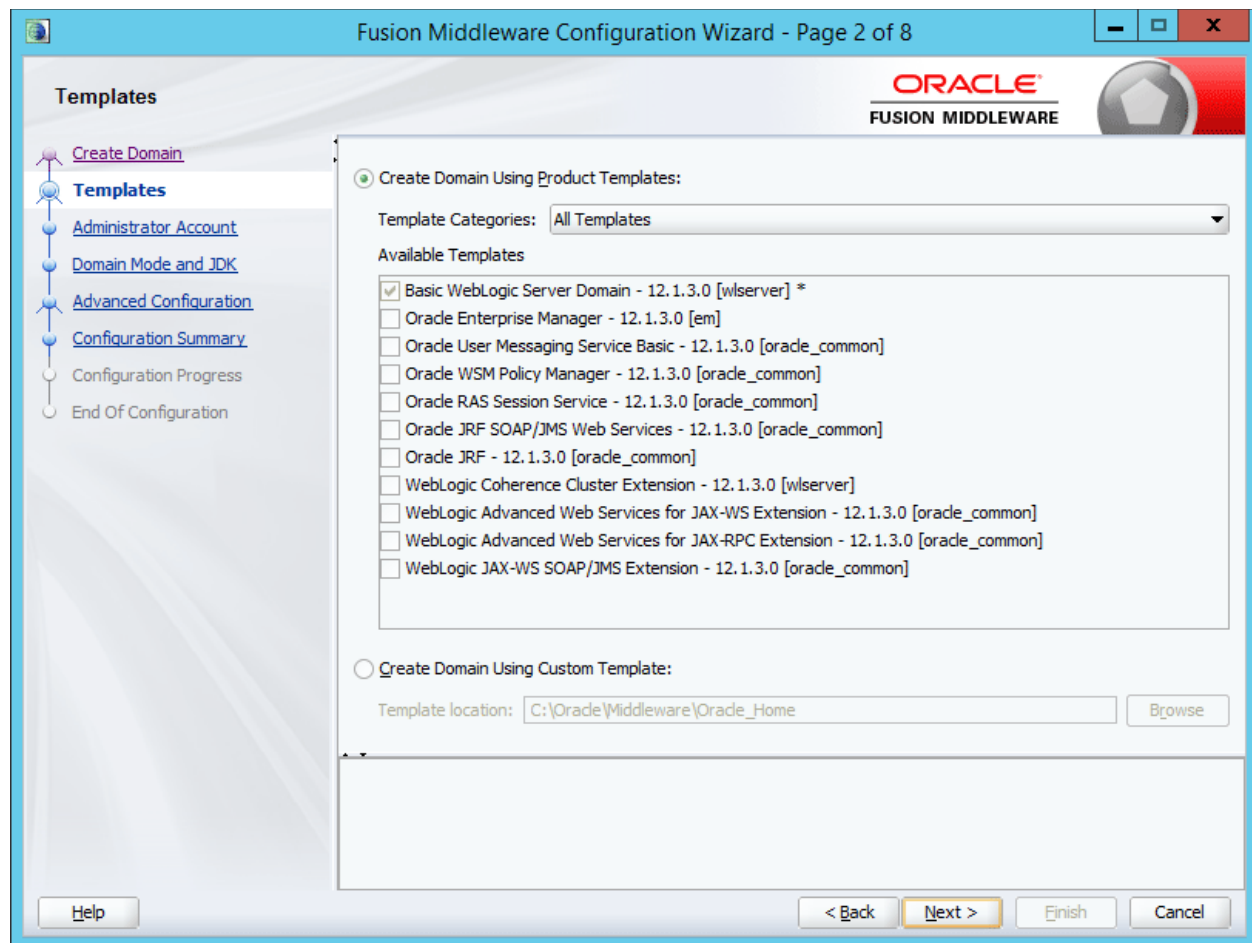 Fusion Middleware Configuration Wizard - Page 2 of 8
Templates
ORACLE
FUSION MIDDLEWARE
Create Domain
Templates
Administrator Account
Domain Mode and JDK
Advanced Configuration
Configuration Summary
Configuration Progress
End Of Configuration
Create Domain Using Product Templates:
Template Categories: All Templates
Available Templates
Basic WebLogic Server Domain - 12.1.3.0 [wlserver] *
Oracle Enterprise Manager - 12.1.3.0 [em]
Oracle User Messaging Service Basic - 12.1.3.0 [oracle_common]
Oracle WSM Policy Manager - 12.1.3.0 [oracle_common]
Oracle RAS Session Service - 12.1.3.0 [oracle_common]
Oracle JRF SOAP/JMS Web Services - 12.1.3.0 [oracle_common]
Oracle JRF - 12.1.3.0 [oracle_common]
WebLogic Coherence Cluster Extension - 12.1.3.0 [wlserver]
WebLogic Advanced Web Services for JAX-WS Extension - 12.1.3.0 [oracle_common]
WebLogic Advanced Web Services for JAX-RPC Extension - 12.1.3.0 [oracle_common]
WebLogic JAX-WS SOAP/JMS Extension - 12.1.3.0 [oracle_common]
Create Domain Using Custom Template:
Template location: C:\Oracle\Middleware\Oracle_Home Browse
Help < Back Next > Finish Cancel